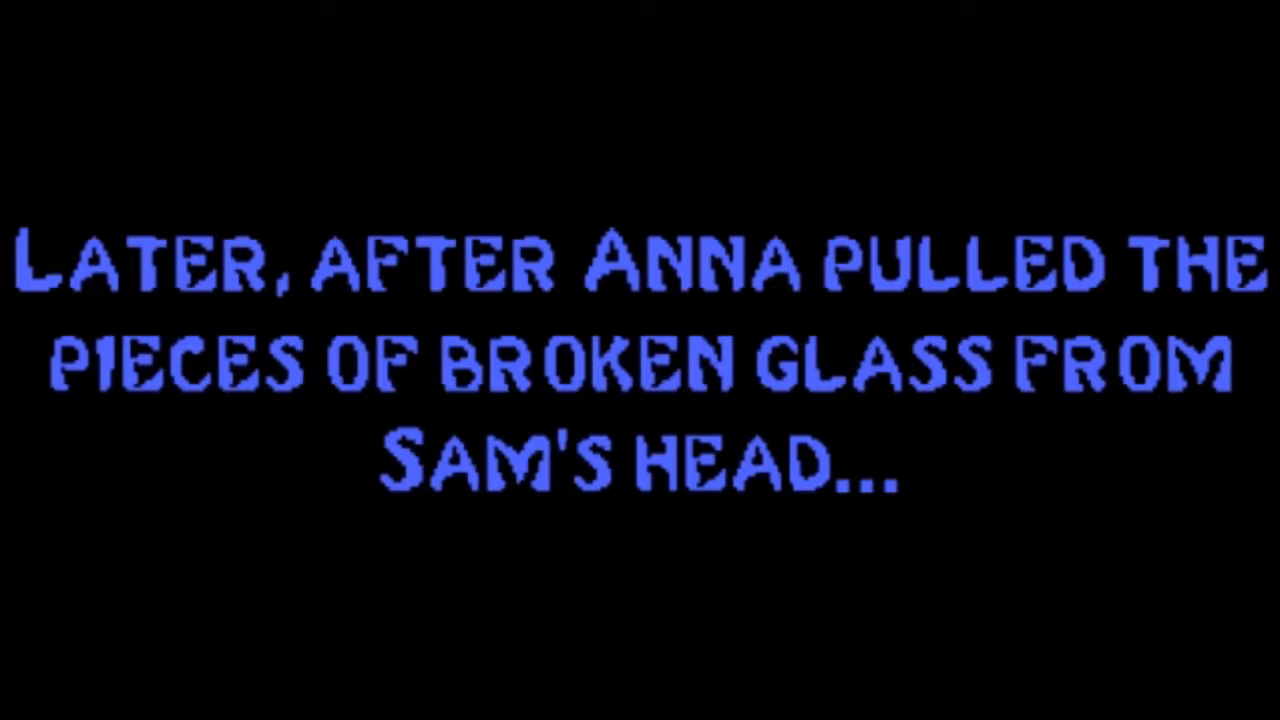 Later, after Anna pulled the
pieces of broken glass from
Sam's head...